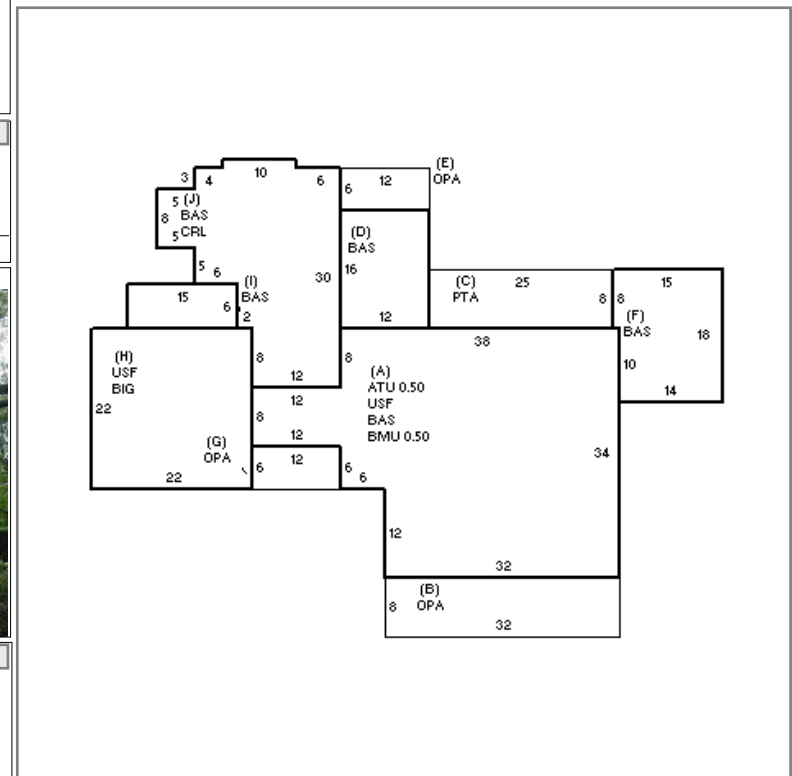 (E)
OPA
10
3
4
6
12
6
5
(J)
8
BAS
5
CRL
(D)
BAS
5
6
30
16
(I)
BAS
15
6
2
12
(C)
PTA
25
8
8
15
(F)
BAS
18
10
14
38
(H)
USF
BIG
22
22
8
12
8
12
8
12
(A)
ATU 0.50
USF
BAS
BMU 0.50
34
(G)
OPA
6
12
6
6
12
32
(B)
OPA
8
32